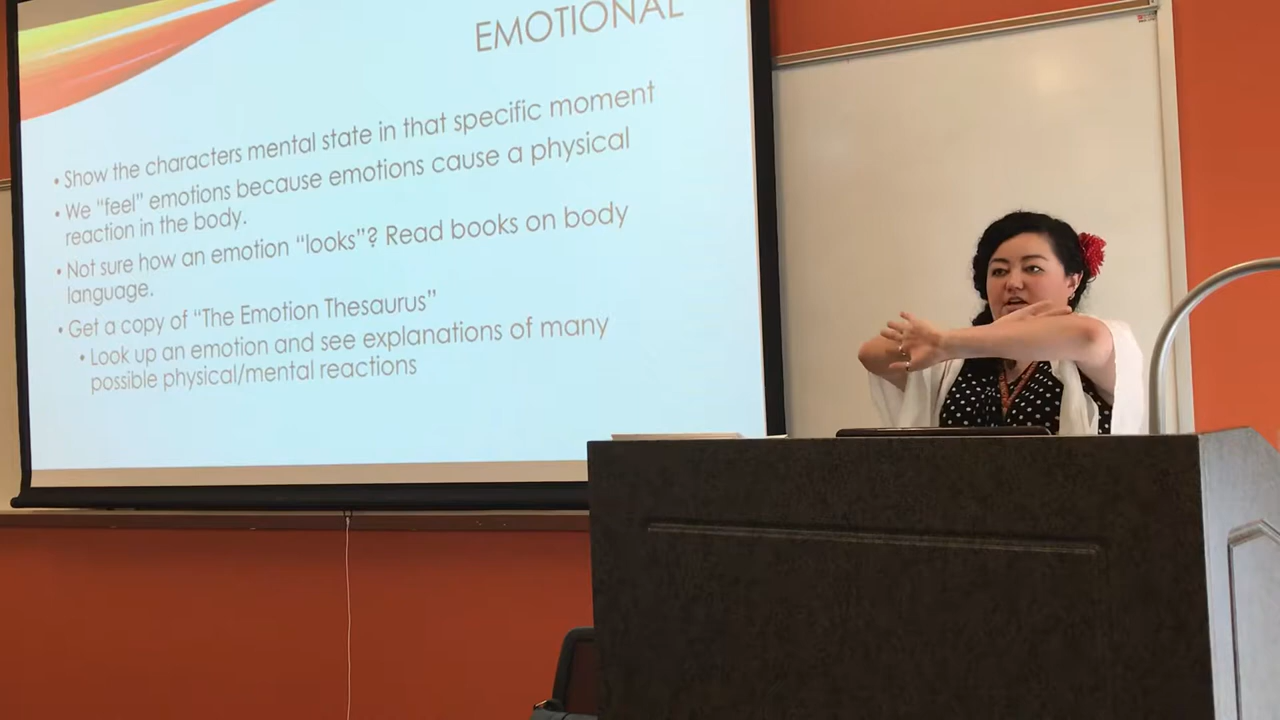 EMOTIONAL
• Show the characters mental state in that specific moment
• We “feel” emotions because emotions cause a physical
reaction in the body.
• Not sure how an emotion “looks”? Read books on body
language.
• Get a copy of “The Emotion Thesaurus”
• Look up an emotion and see explanations of many
possible physical/mental reactions